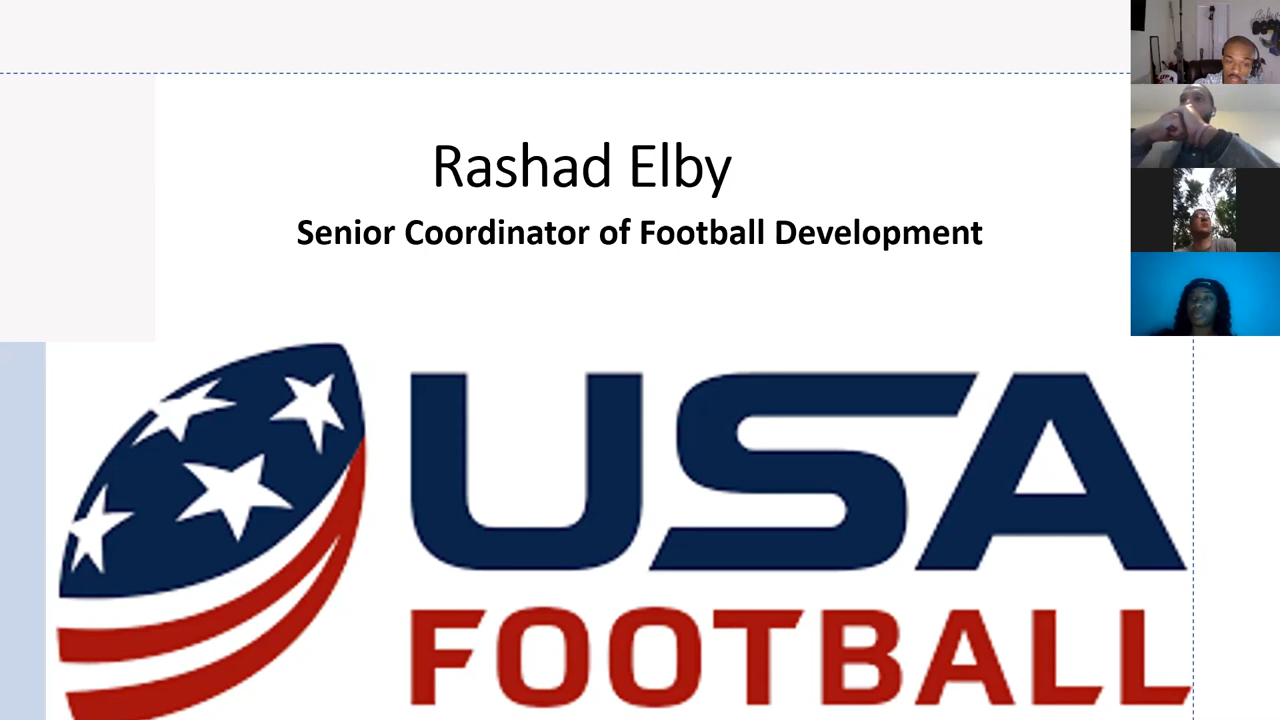 Rashad Elby
Senior Coordinator of Football Development
USA
FOOTBALL